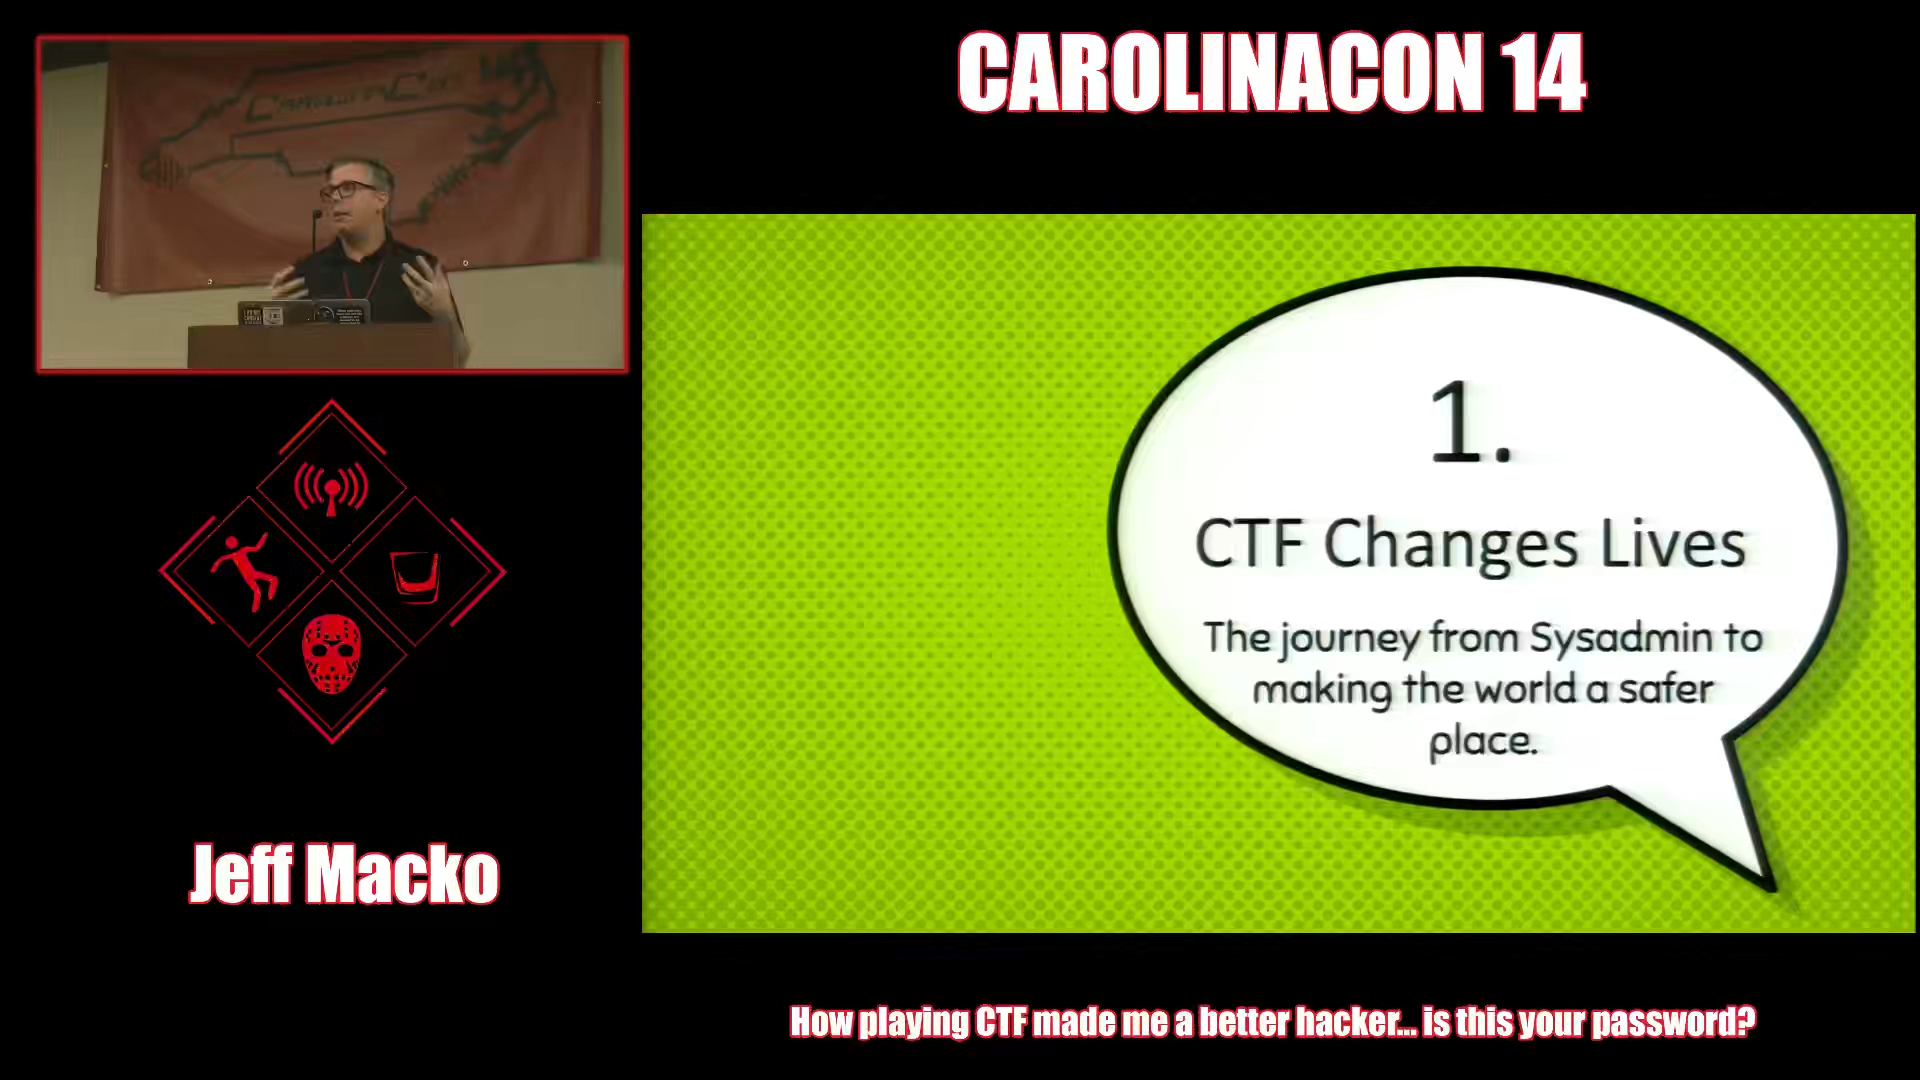 CAROLINACON 14
1.
CTF Changes Lives
The journey from Sysadmin to
making the world a safer
place.
Jeff Macko
How playing CTF made me a better hacker... is this your password?